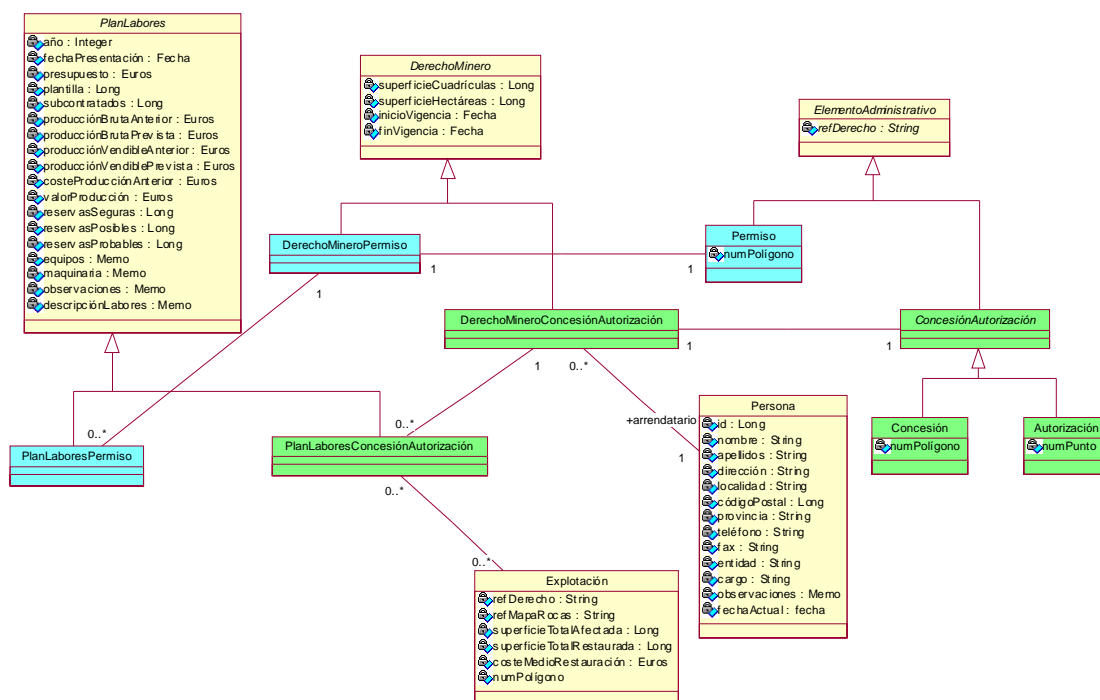 PlanLabores
año : Integer
fechaPresentación : Fecha
presupuesto : Euros
plantilla : Long
subcontratados : Long
producciónBrutaAnterior : Euros
producciónBrutaPrevista : Euros
producciónVendibleAnterior : Euros
producciónVendiblePrevista : Euros
costeProducciónAnterior : Euros
valorProducción : Euros
reservasSeguras : Long
reservasPosibles : Long
reservasProbables : Long
equipos : Memo
maquinaria : Memo
observaciones : Memo
descripciónLabores : Memo
DerechoMinero
superficieCuadrículas : Long
superficieHectáreas : Long
inicioVigencia : Fecha
finVigencia : Fecha
ElementoAdministrativo
refDerecho : String
DerechoMineroPermiso
1
1
1
Permiso
numPolígono
DerechoMineroConcesiónAutorización
1
0..*
1
ConcesiónAutorización
Concesión
numPolígono
Autorización
numPunto
PlanLaboresPermiso
0..*
PlanLaboresConcesiónAutorización
0..*
0..*
+arrendatario
1
Persona
id : Long
nombre : String
apellidos : String
dirección : String
localidad : String
códigoPostal : Long
provincia : String
teléfono : String
fax : String
entidad : String
cargo : String
observaciones : Memo
fechaActual : fecha
0..*
Explotación
refDerecho : String
refMapaRocas : String
superficieTotalAfectada : Long
superficieTotalRestaurada : Long
costeMedioRestauración : Euros
numPolígono